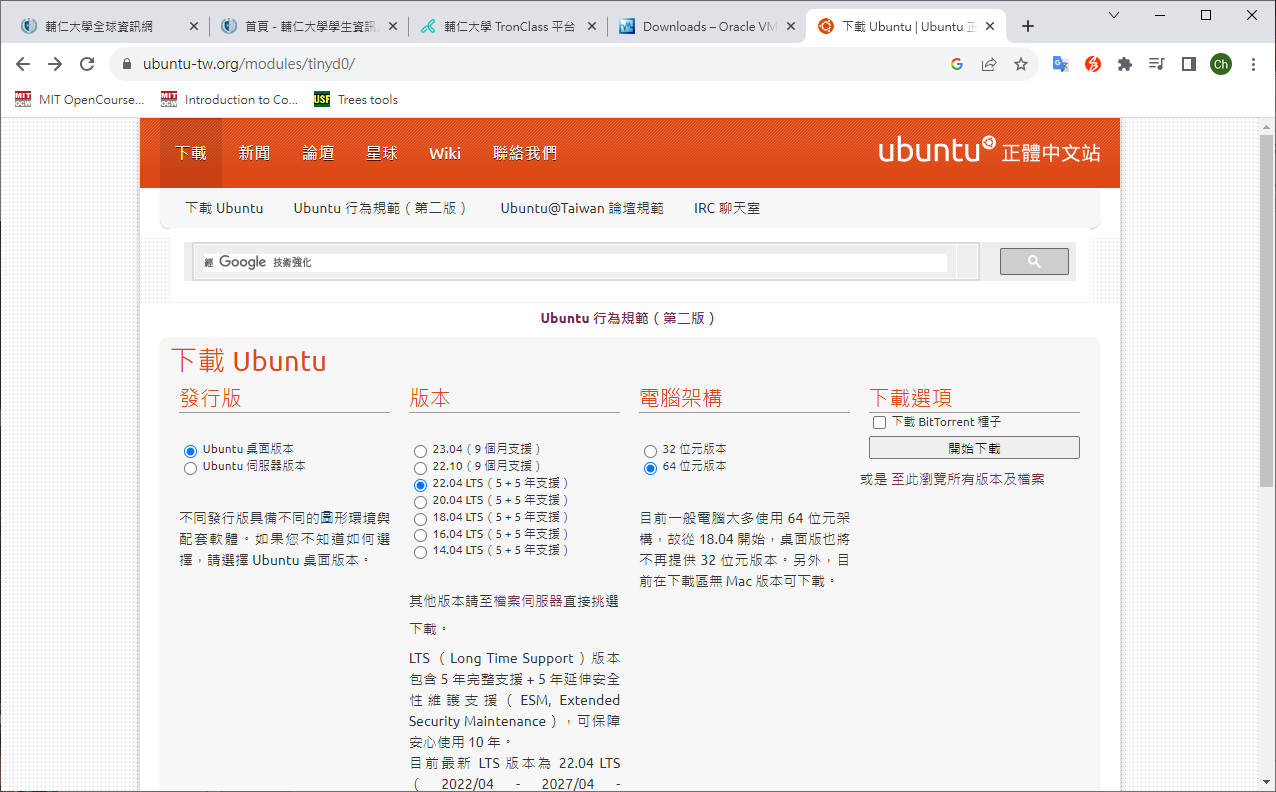 輔仁大學全球資訊網
首頁 - 輔仁大學學生資訊
輔仁大學 TronClass 平台
Downloads – Oracle VM
下載 Ubuntu | Ubuntu 正
ubuntu-tw.org/modules/tinyd0/
Ch
MIT OpenCourse...
Introduction to Co...
Trees tools
下載
新聞
論壇
星球
Wiki
聯絡我們
ubuntu 正體中文站
下載 Ubuntu
Ubuntu 行為規範（第二版）
Ubuntu@Taiwan 論壇規範
IRC 聊天室
經 Google 技術強化
Ubuntu 行為規範（第二版）
下載 Ubuntu
發行版
Ubuntu 桌面版本
Ubuntu 伺服器版本
不同發行版具備不同的圖形環境與
配套軟體。如果您不知道如何選
擇，請選擇 Ubuntu 桌面版本。
版本
23.04（9 個月支援）
22.10（9 個月支援）
22.04 LTS（5 + 5 年支援）
20.04 LTS（5 + 5 年支援）
18.04 LTS（5 + 5 年支援）
16.04 LTS（5 + 5 年支援）
14.04 LTS（5 + 5 年支援）
其他版本請至檔案伺服器直接挑選
下載。
LTS（Long Time Support）版本
包含 5 年完整支援 + 5 年延伸安全
性維護支援（ESM, Extended
Security Maintenance），可保障
安心使用 10 年。
目前最新 LTS 版本為 22.04 LTS
（ 2022/04 - 2027/04 -
電腦架構
32 位元版本
64 位元版本
目前一般電腦大多使用 64 位元架
構，故從 18.04 開始，桌面版也將
不再提供 32 位元版本。另外，目
前在下載區無 Mac 版本可下載。
下載選項
下載 BitTorrent 種子
開始下載
或是 至此瀏覽所有版本及檔案